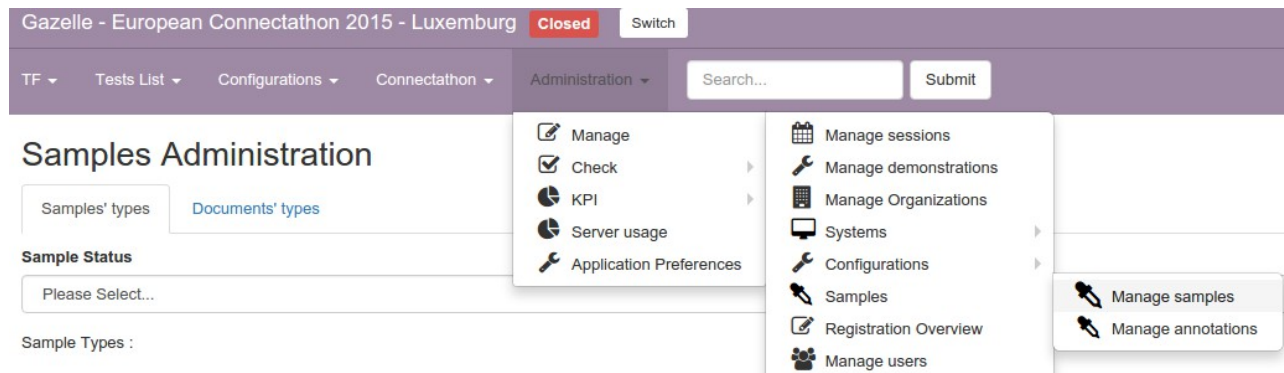 Gazelle - European Connectathon 2015 - Luxemburg Closed Switch
TF Tests List Configurations Connectathon Administration Search... Submit
Samples Administration
Samples' types Documents' types
Sample Status
Please Select...
Sample Types :
Manage
Check
KPI
Server usage
Application Preferences
Manage sessions
Manage demonstrations
Manage Organizations
Systems
Configurations
Samples
Registration Overview
Manage users
Manage samples
Manage annotations